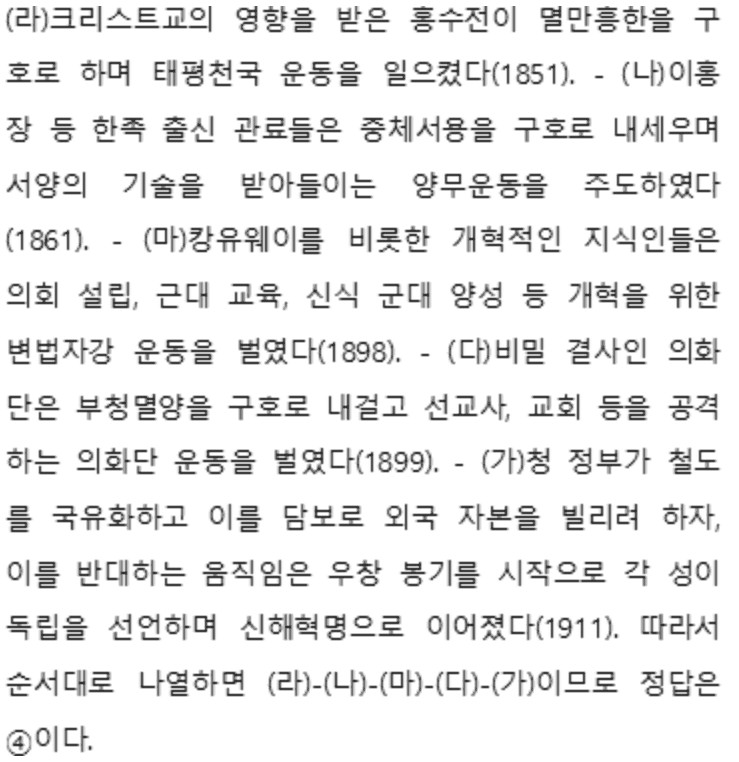 (라)크리스트교의 영향을 받은 홍수전이 멸만흥한을 구
호로 하며 태평천국 운동을 일으켰다(1851). - (나)이홍
장 등 한족 출신 관료들은 중체서용을 구호로 내세우며
서양의 기술을 받아들이는 양무운동을 주도하였다
(1861). - (마)캉유웨이를 비롯한 개혁적인 지식인들은
의회 설립, 근대 교육, 신식 군대 양성 등 개혁을 위한
변법자강 운동을 벌였다(1898). - (다)비밀 결사인 의화
단은 부청멸양을 구호로 내걸고 선교사, 교회 등을 공격
하는 의화단 운동을 벌였다(1899). - (가)청 정부가 철도
를 국유화하고 이를 담보로 외국 자본을 빌리려 하자,
이를 반대하는 움직임은 우창 봉기를 시작으로 각 성이
독립을 선언하며 신해혁명으로 이어졌다(1911). 따라서
순서대로 나열하면 (라)-(나)-(마)-(다)-(가)이므로 정답은
④이다.